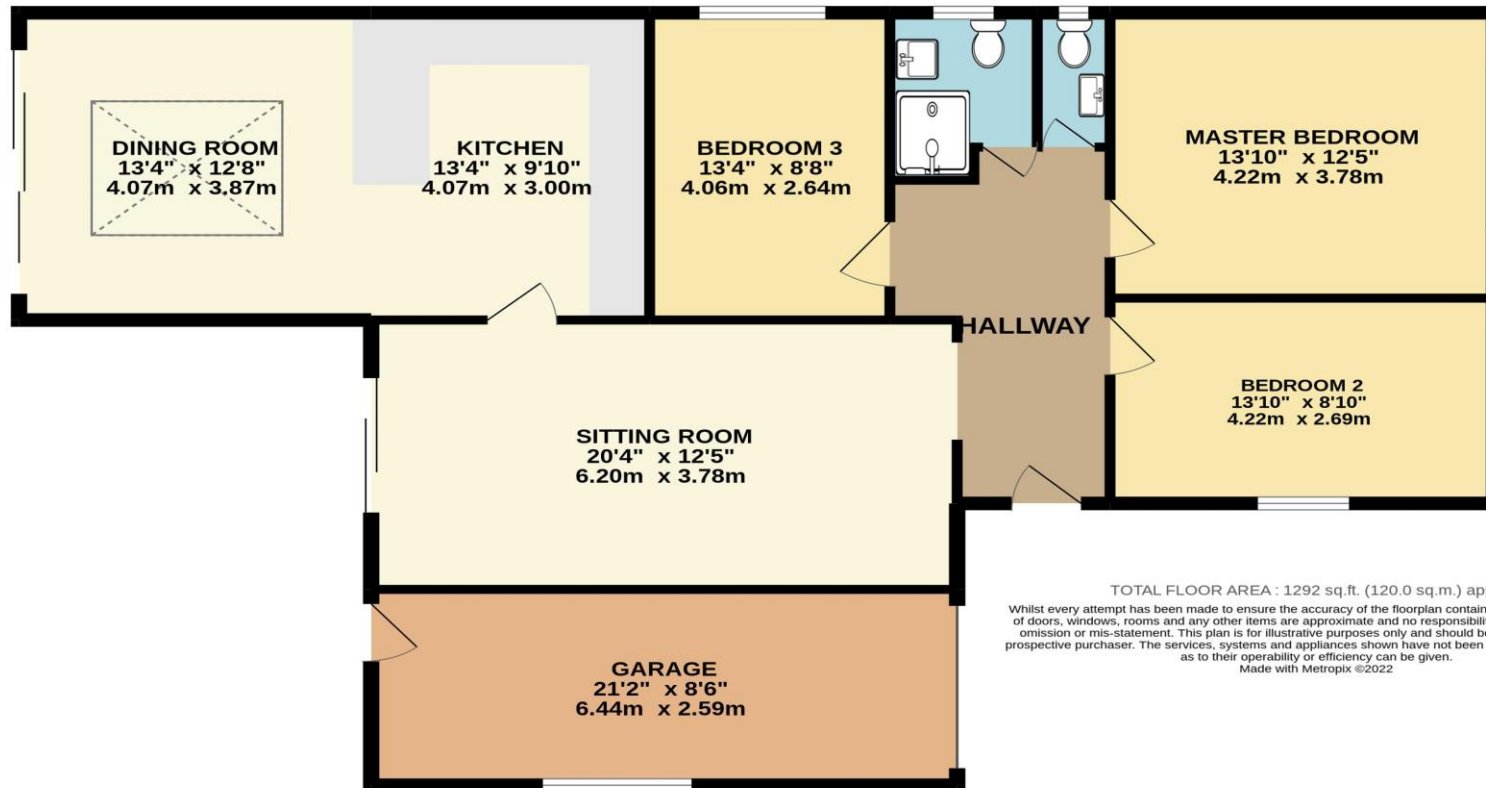 DINING ROOM
13'4" x 12'8"
4.07m x 3.87m
KITCHEN
13'4" x 9'10"
4.07m x 3.00m
BEDROOM 3
13'4" x 8'8"
4.06m x 2.64m
MASTER BEDROOM
13'10" x 12'5"
4.22m x 3.78m
HALLWAY
BEDROOM 2
13'10" x 8'10"
4.22m x 2.69m
SITTING ROOM
20'4" x 12'5"
6.20m x 3.78m
GARAGE
21'2" x 8'6"
6.44m x 2.59m
TOTAL FLOOR AREA : 1292 sq.ft. (120.0 sq.m.)
Whilst every attempt has been made to ensure the accuracy of the floorplan
of doors, windows, rooms and any other items are approximate and no
omission or mis-statement. This plan is for illustrative purposes only and should
prospective purchaser. The services, systems and appliances shown have not been
as to their operability or efficiency can be given.
Made with Metropix ©2022